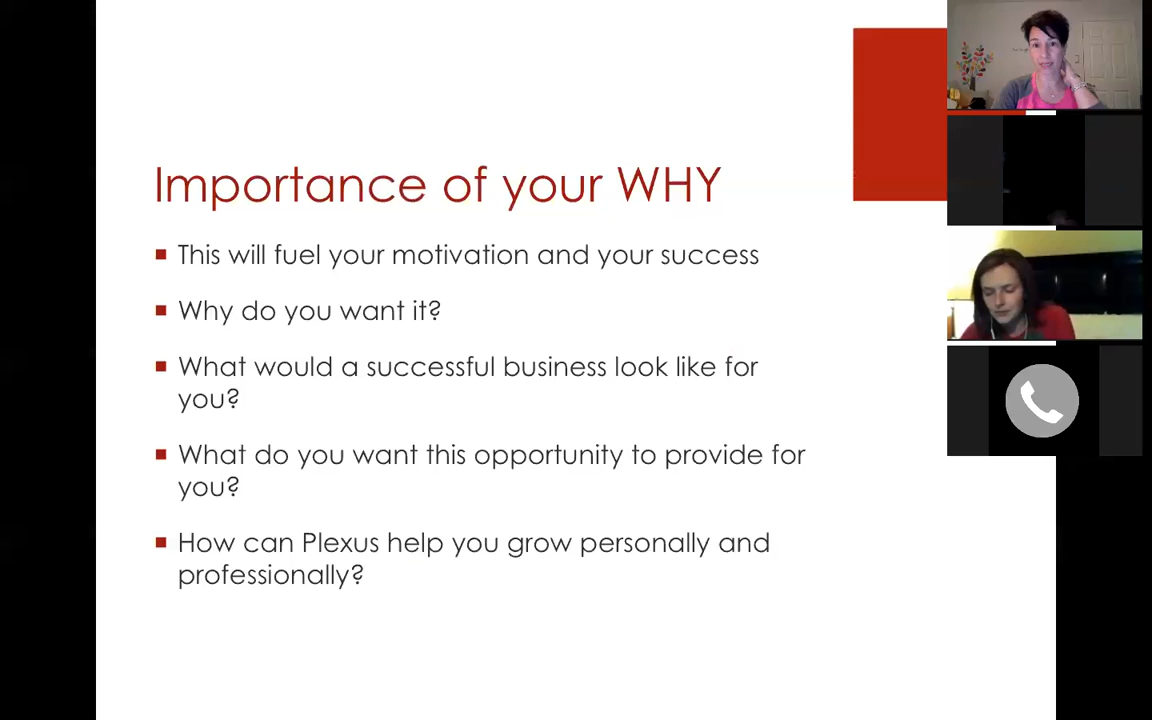 Importance of your WHY
This will fuel your motivation and your success
Why do you want it?
What would a successful business look like for
you?
What do you want this opportunity to provide for
you?
How can Plexus help you grow personally and
professionally?